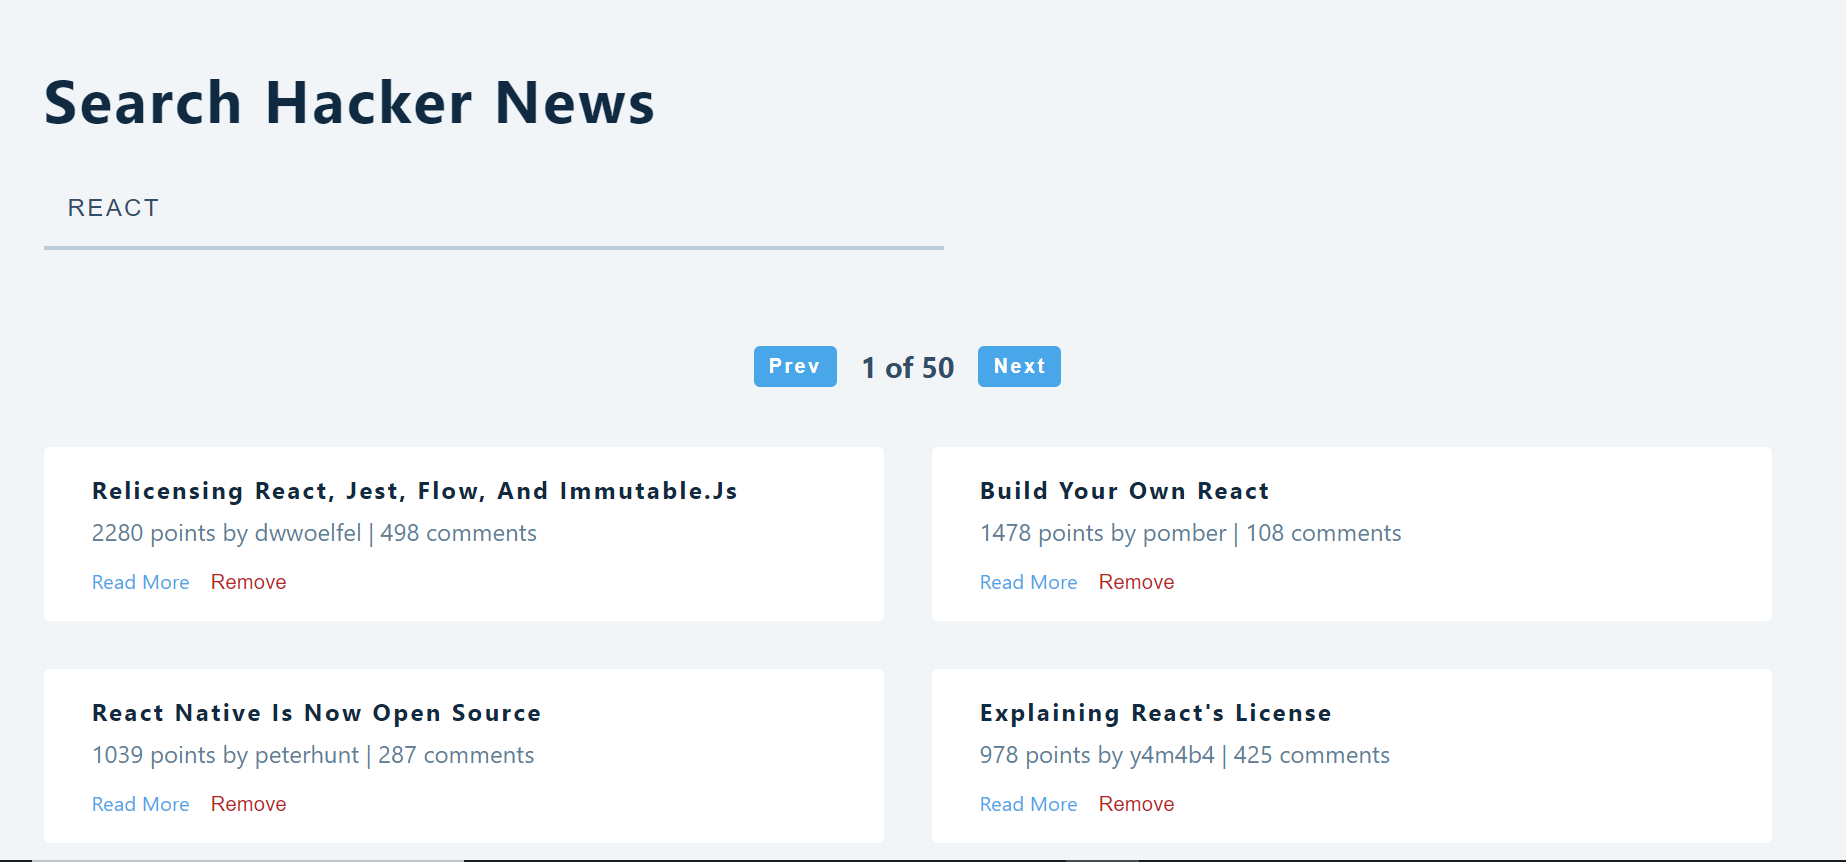 Search Hacker News
REACT
Prev 1 of 50 Next
Relicensing React, Jest, Flow, And Immutable.Js
2280 points by dwwoelfel | 498 comments
Read More Remove
Build Your Own React
1478 points by pomber | 108 comments
Read More Remove
React Native Is Now Open Source
1039 points by peterhunt | 287 comments
Read More Remove
Explaining React's License
978 points by y4m4b4 | 425 comments
Read More Remove